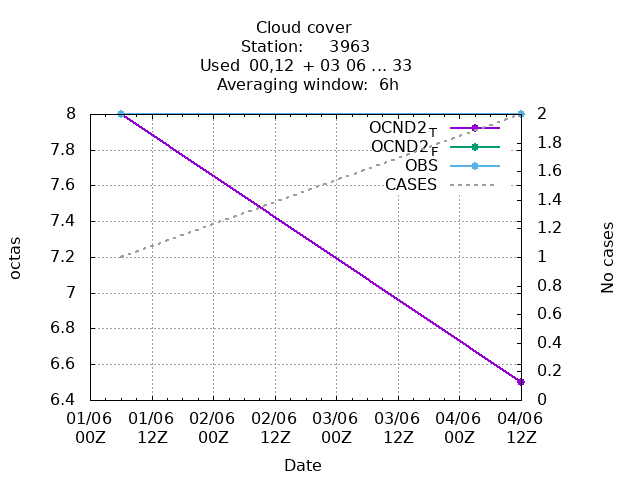 Cloud cover
Station: 3963
Used 00,12 + 03 06 ... 33
Averaging window: 6h
8
7.8
7.6
7.4
7.2
7
6.8
6.6
6.4
2
1.8
1.6
1.4
1.2
1
0.8
0.6
0.4
0.2
0
OCND2T
OCND2F
OBS
CASES
octas
No cases
01/06 01/06 02/06 02/06 03/06 03/06 04/06 04/06
00Z 12Z 00Z 12Z 00Z 12Z 00Z 12Z
Date